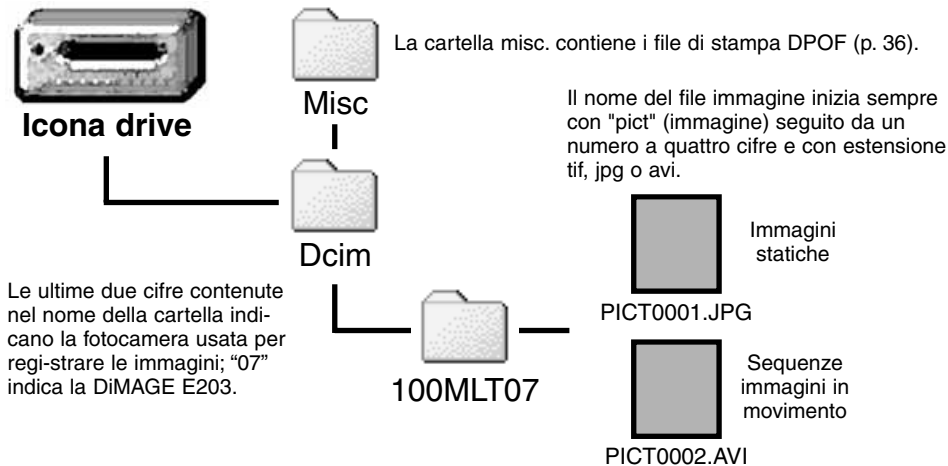 La cartella misc. contiene i file di stampa DPOF (p. 36).
Icona drive
Misc
Il nome del file immagine inizia sempre
con "pict" (immagine) seguito da un
numero a quattro cifre e con estensione
tif, jpg o avi.
Dcim
Immagini
statiche
Le ultime due cifre contenute
nel nome della cartella indi-
cano la fotocamera usata per
regi-strare le immagini; “07”
indica la DiMAGE E203.
PICT0001.JPG
100MLT07
Sequenze
immagini in
movimento
PICT0002.AVI